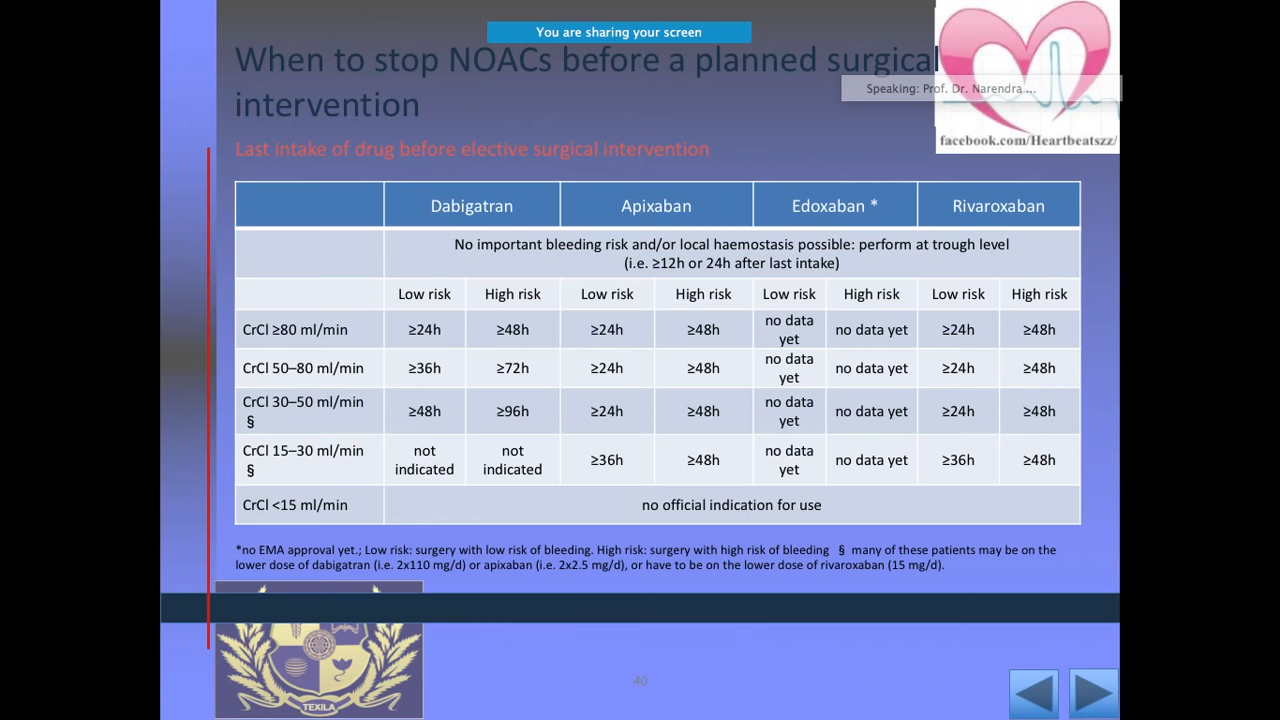 You are sharing your screen
When to stop NOACs before a planned surgical
intervention
Speaking: Prof. Dr. Narendra ...
facebook.com/Heartbeatszz/
Last intake of drug before elective surgical intervention
Dabigatran Apixaban Edoxaban * Rivaroxaban
No important bleeding risk and/or local haemostasis possible: perform at trough level
(i.e. ≥12h or 24h after last intake)
Low risk High risk Low risk High risk Low risk High risk Low risk High risk
CrCl ≥80 ml/min ≥24h ≥48h ≥24h ≥48h no data yet no data yet ≥24h ≥48h
CrCl 50–80 ml/min ≥36h ≥72h ≥24h ≥48h no data yet no data yet ≥24h ≥48h
CrCl 30–50 ml/min § ≥48h ≥96h ≥24h ≥48h no data yet no data yet ≥24h ≥48h
CrCl 15–30 ml/min § not indicated not indicated ≥36h ≥48h no data yet no data yet ≥36h ≥48h
CrCl <15 ml/min no official indication for use
*no EMA approval yet.; Low risk: surgery with low risk of bleeding. High risk: surgery with high risk of bleeding § many of these patients may be on the
lower dose of dabigatran (i.e. 2x110 mg/d) or apixaban (i.e. 2x2.5 mg/d), or have to be on the lower dose of rivaroxaban (15 mg/d).
TEXILA
40